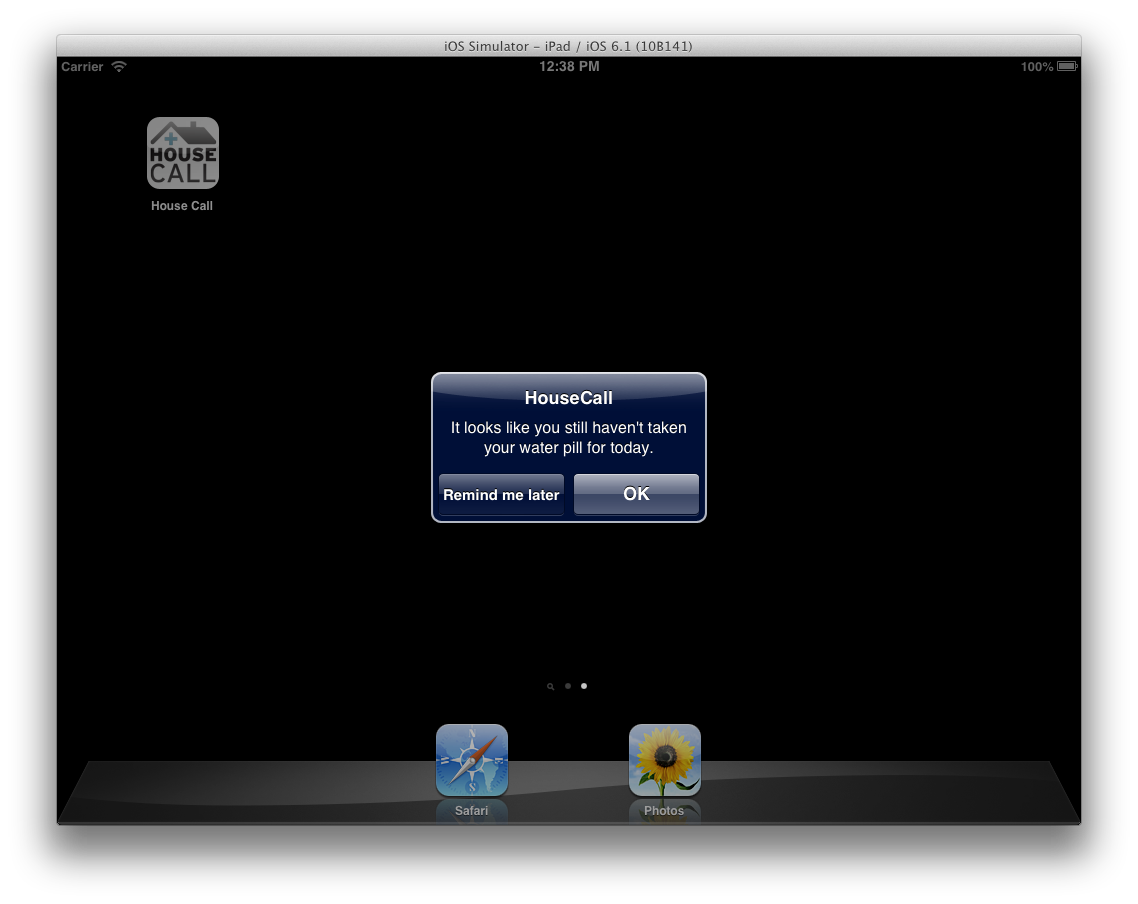 iOS Simulator – iPad / iOS 6.1 (10B141)
Carrier
12:38 PM
100%
HOUSE
CALL
House Call
HouseCall
It looks like you still haven't taken
your water pill for today.
Remind me later
OK
N
S
Safari
Photos